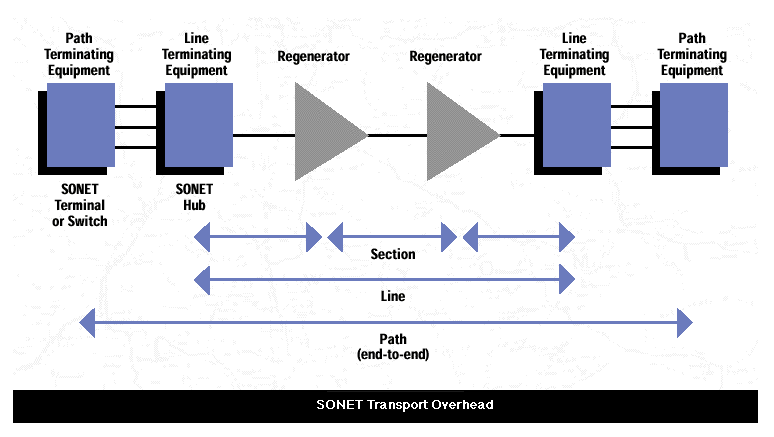 Path
Terminating
Equipment
Line
Terminating
Equipment
Regenerator
Regenerator
Line
Terminating
Equipment
Path
Terminating
Equipment
SONET
Terminal
or Switch
SONET
Hub
Section
Line
Path
(end-to-end)
SONET Transport Overhead